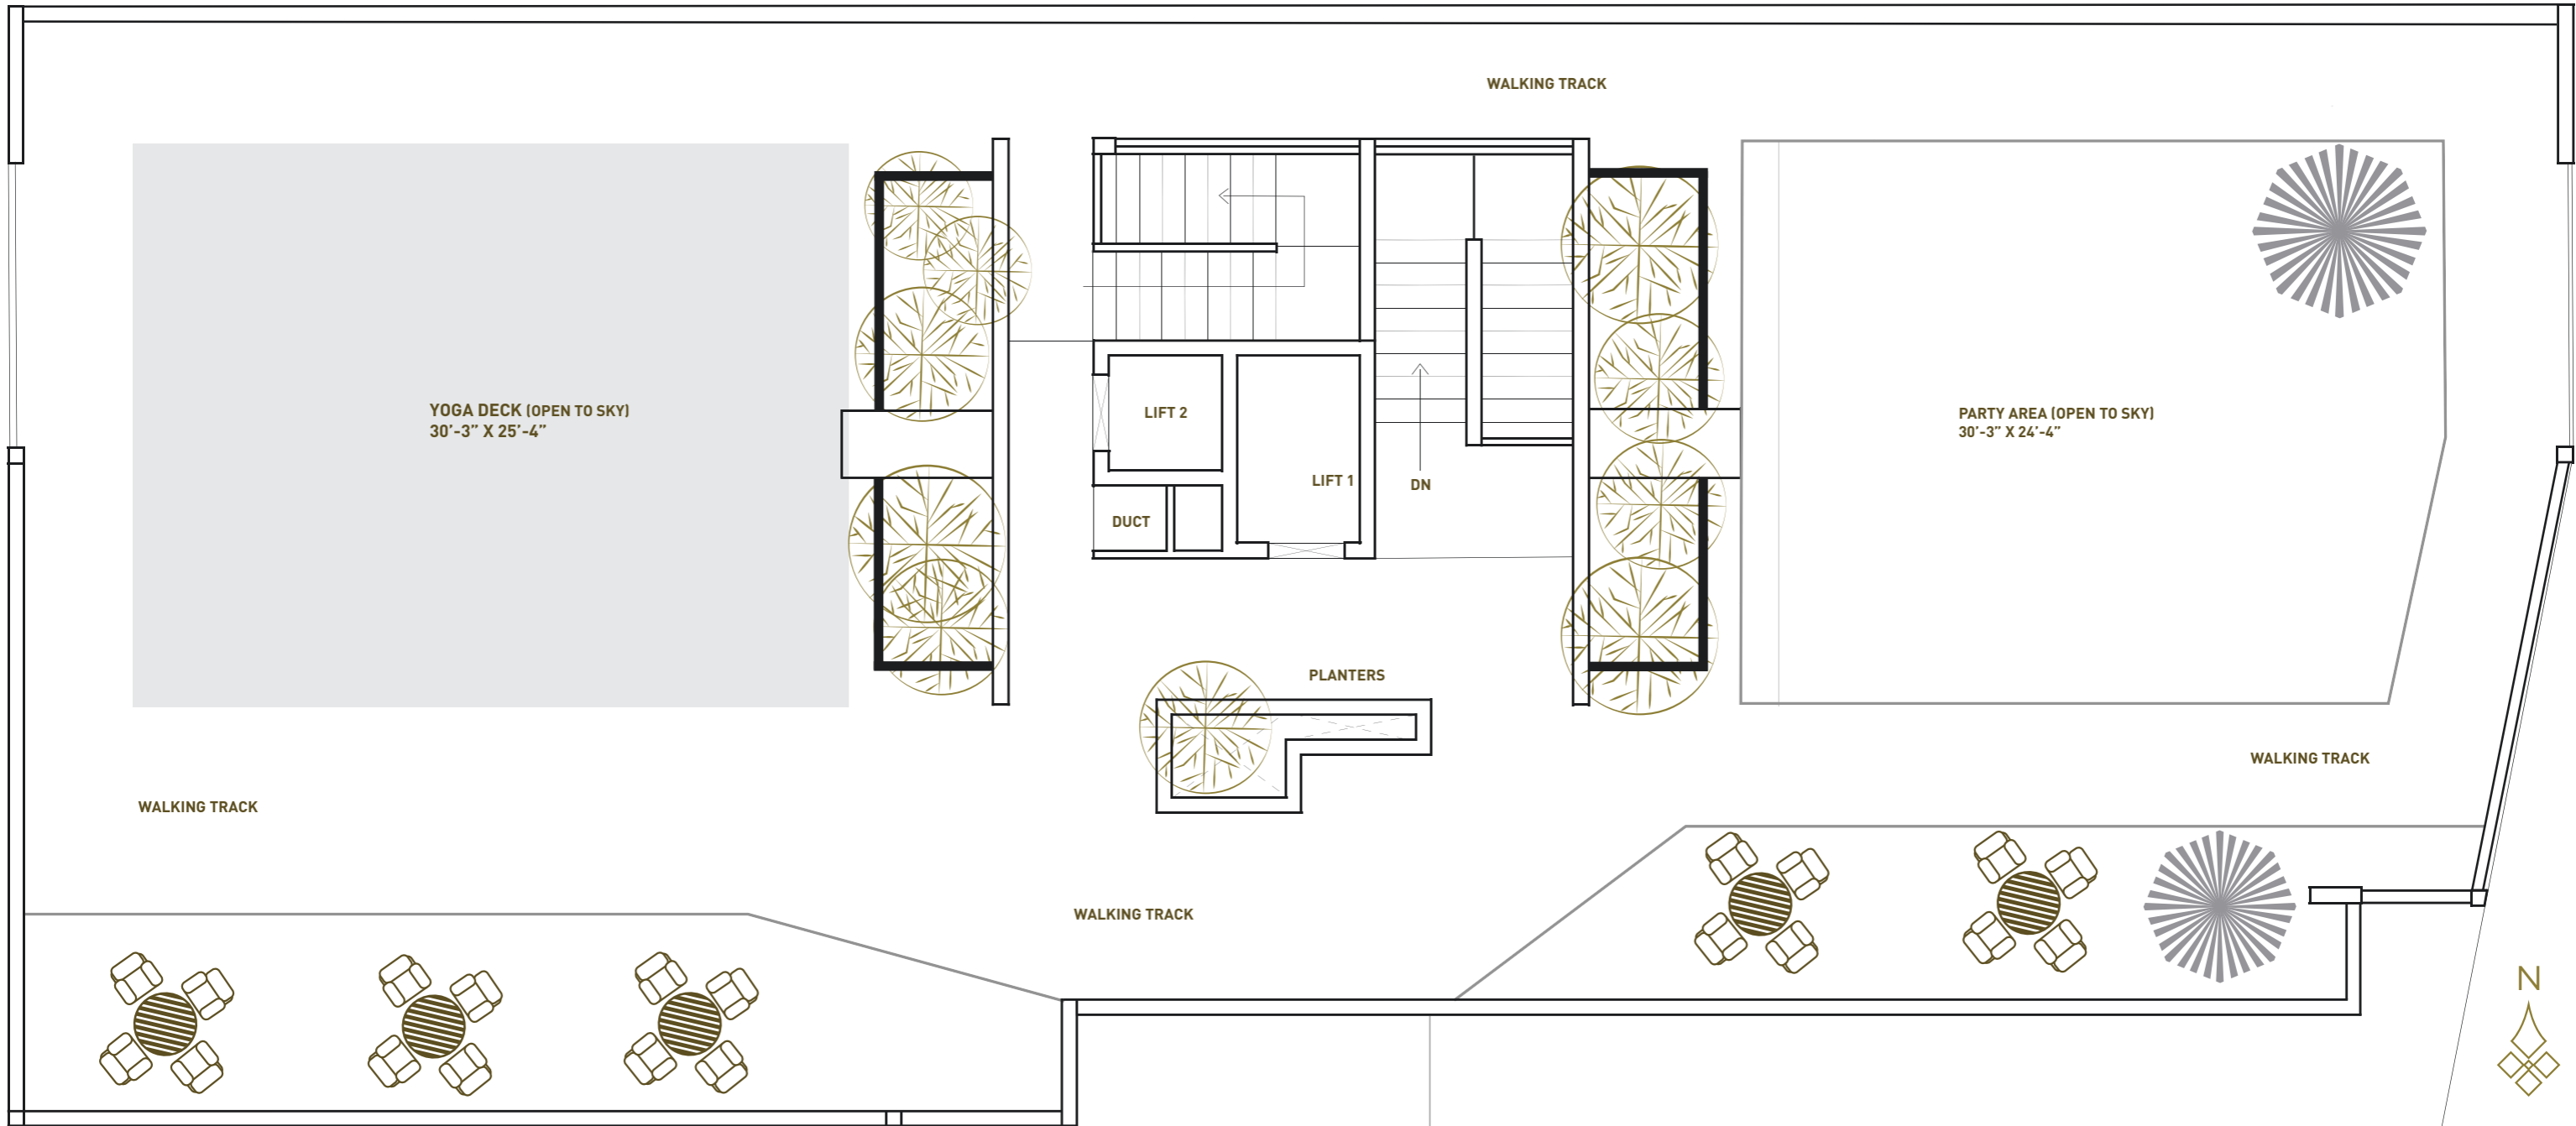 WALKING TRACK
YOGA DECK (OPEN TO SKY)
30’-3” X 25’-4”
LIFT 2
LIFT 1
DUCT
DN
PARTY AREA (OPEN TO SKY)
30’-3” X 24’-4”
PLANTERS
WALKING TRACK
WALKING TRACK
WALKING TRACK
N